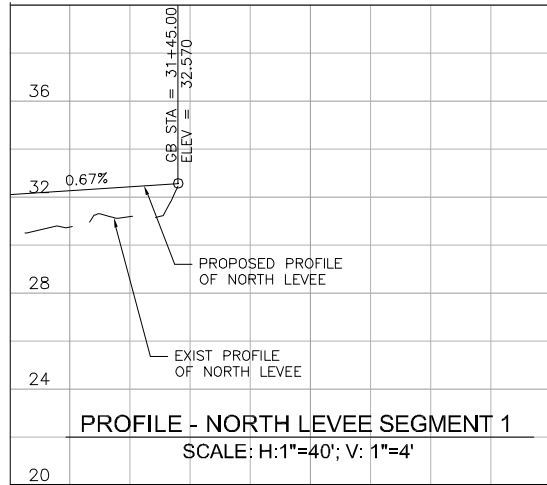 GB STA = 31+45.00
ELEV = 32.570
36
0.67%
32
PROPOSED PROFILE
OF NORTH LEVEE
28
EXIST PROFILE
OF NORTH LEVEE
24
PROFILE - NORTH LEVEE SEGMENT 1
SCALE: H:1"=40'; V: 1"=4'
20